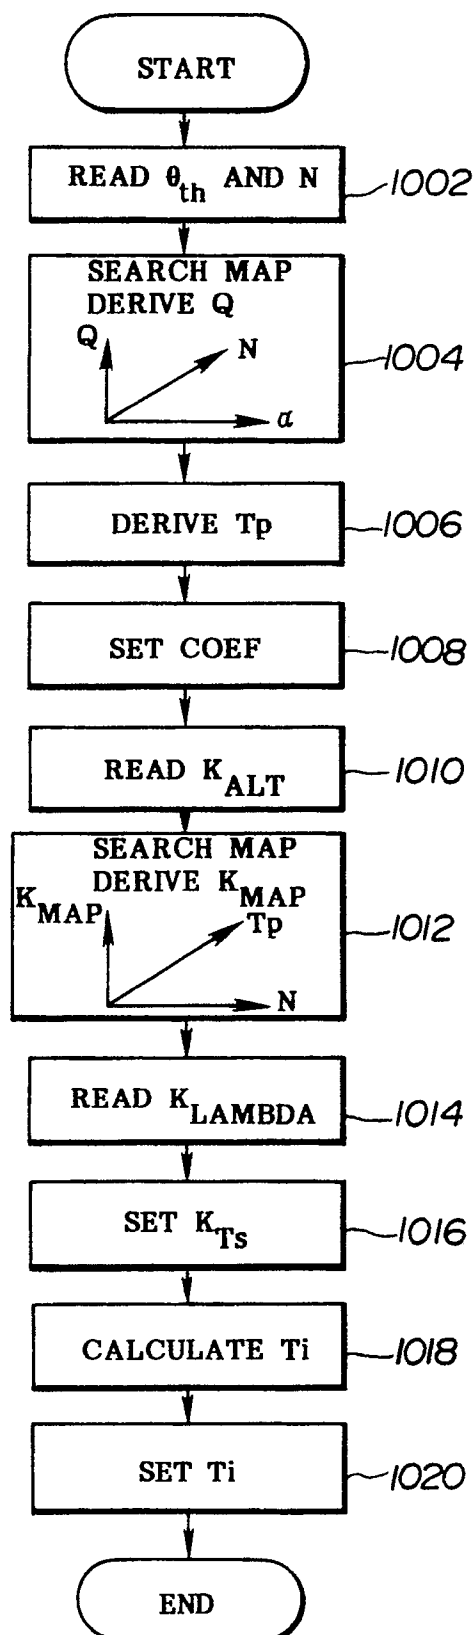 START
READ θth AND N
1002
SEARCH MAP
DERIVE Q
Q
N
α
1004
DERIVE Tp
1006
SET COEF
1008
READ KALT
1010
SEARCH MAP
DERIVE KMAP
KMAP
Tp
N
1012
READ KLAMBDA
1014
SET KTs
1016
CALCULATE Ti
1018
SET Ti
1020
END